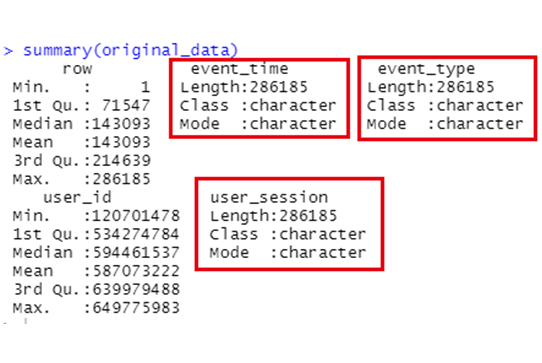 > summary(original_data)
row event_time event_type
Min. : 1 Length:286185 Length:286185
1st Qu.: 71547 Class :character Class :character
Median :143093 Mode :character Mode :character
Mean :143093
3rd Qu.:214639
Max. :286185
user_id user_session
Min. :120701478 Length:286185
1st Qu.:534274784 Class :character
Median :594461537 Mode :character
Mean :587073222
3rd Qu.:639979488
Max. :649775983